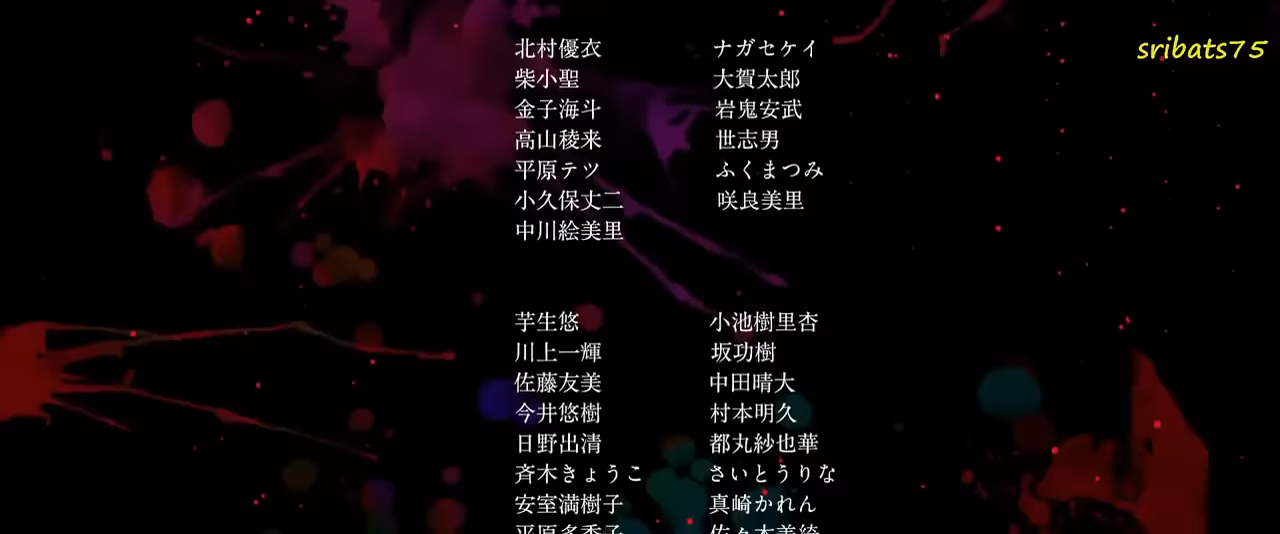 sribats75
北村優衣 ナガセケイ
柴小聖 大賀太郎
金子海斗 岩鬼安武
高山稜来 世志男
平原テツ ふくまつみ
小久保丈二 咲良美里
中川絵美里
芋生悠 小池樹里杏
川上一輝 坂功樹
佐藤友美 中田晴大
今井悠樹 村本明久
日野出清 都丸紗也華
斉木きょうこ さいとうりな
安室満樹子 真崎かれん